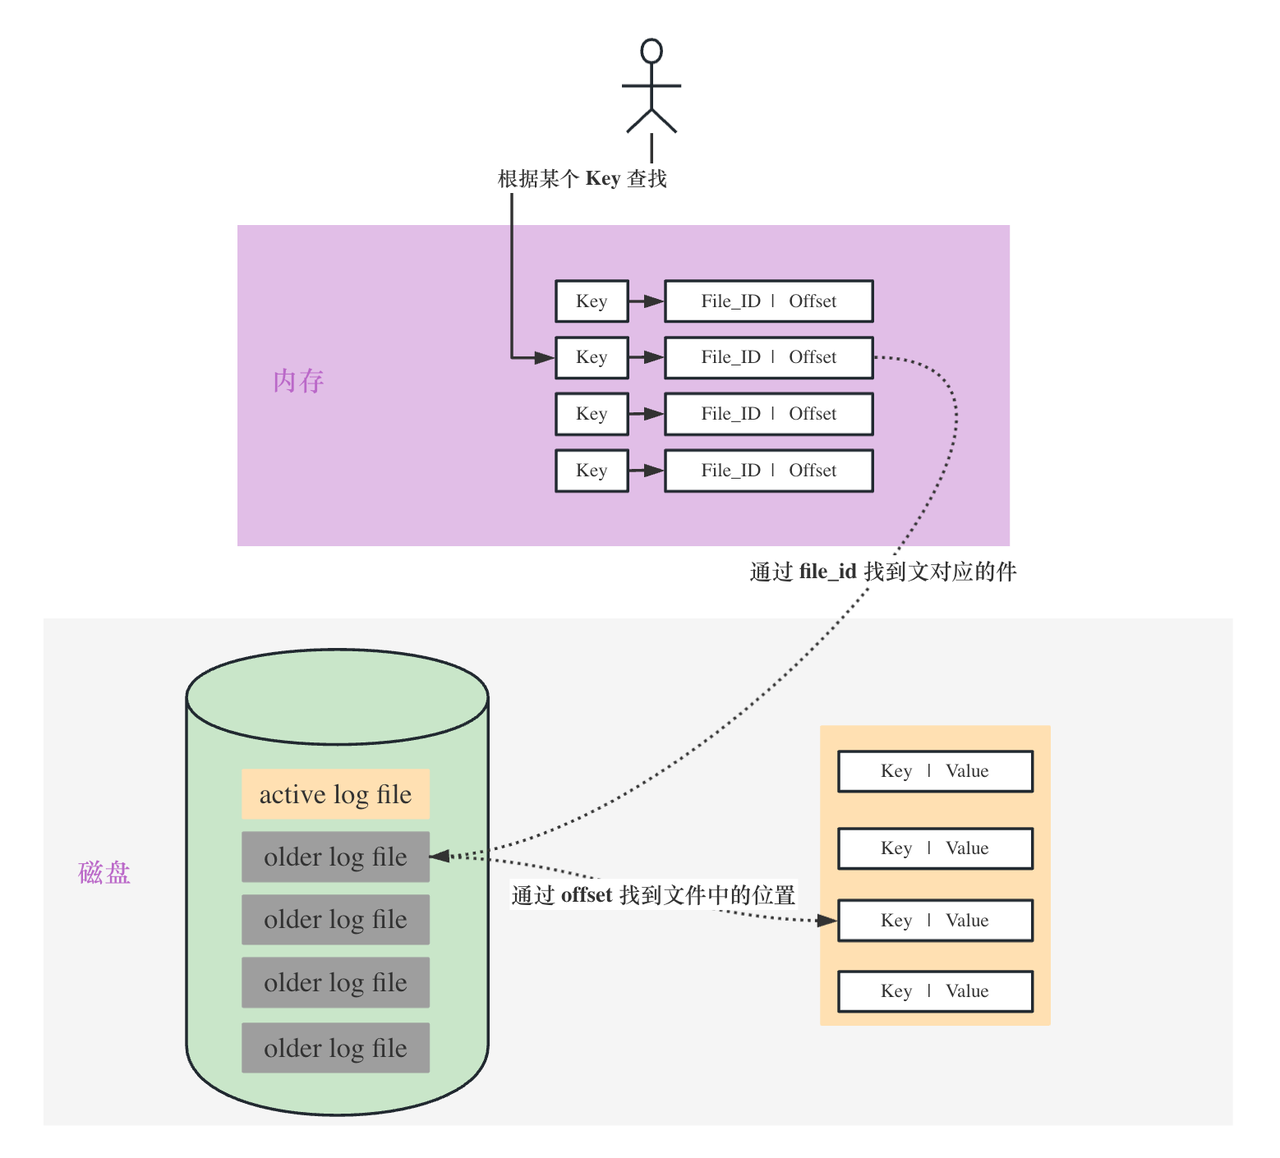 根据某个 Key 查找
Key
File_ID | Offset
Key
File_ID | Offset
内存
Key
File_ID | Offset
Key
File_ID | Offset
通过 file_id 找到文对应的件
active log file
older log file
older log file
older log file
older log file
磁盘
通过 offset 找到文件中的位置
Key | Value
Key | Value
Key | Value
Key | Value